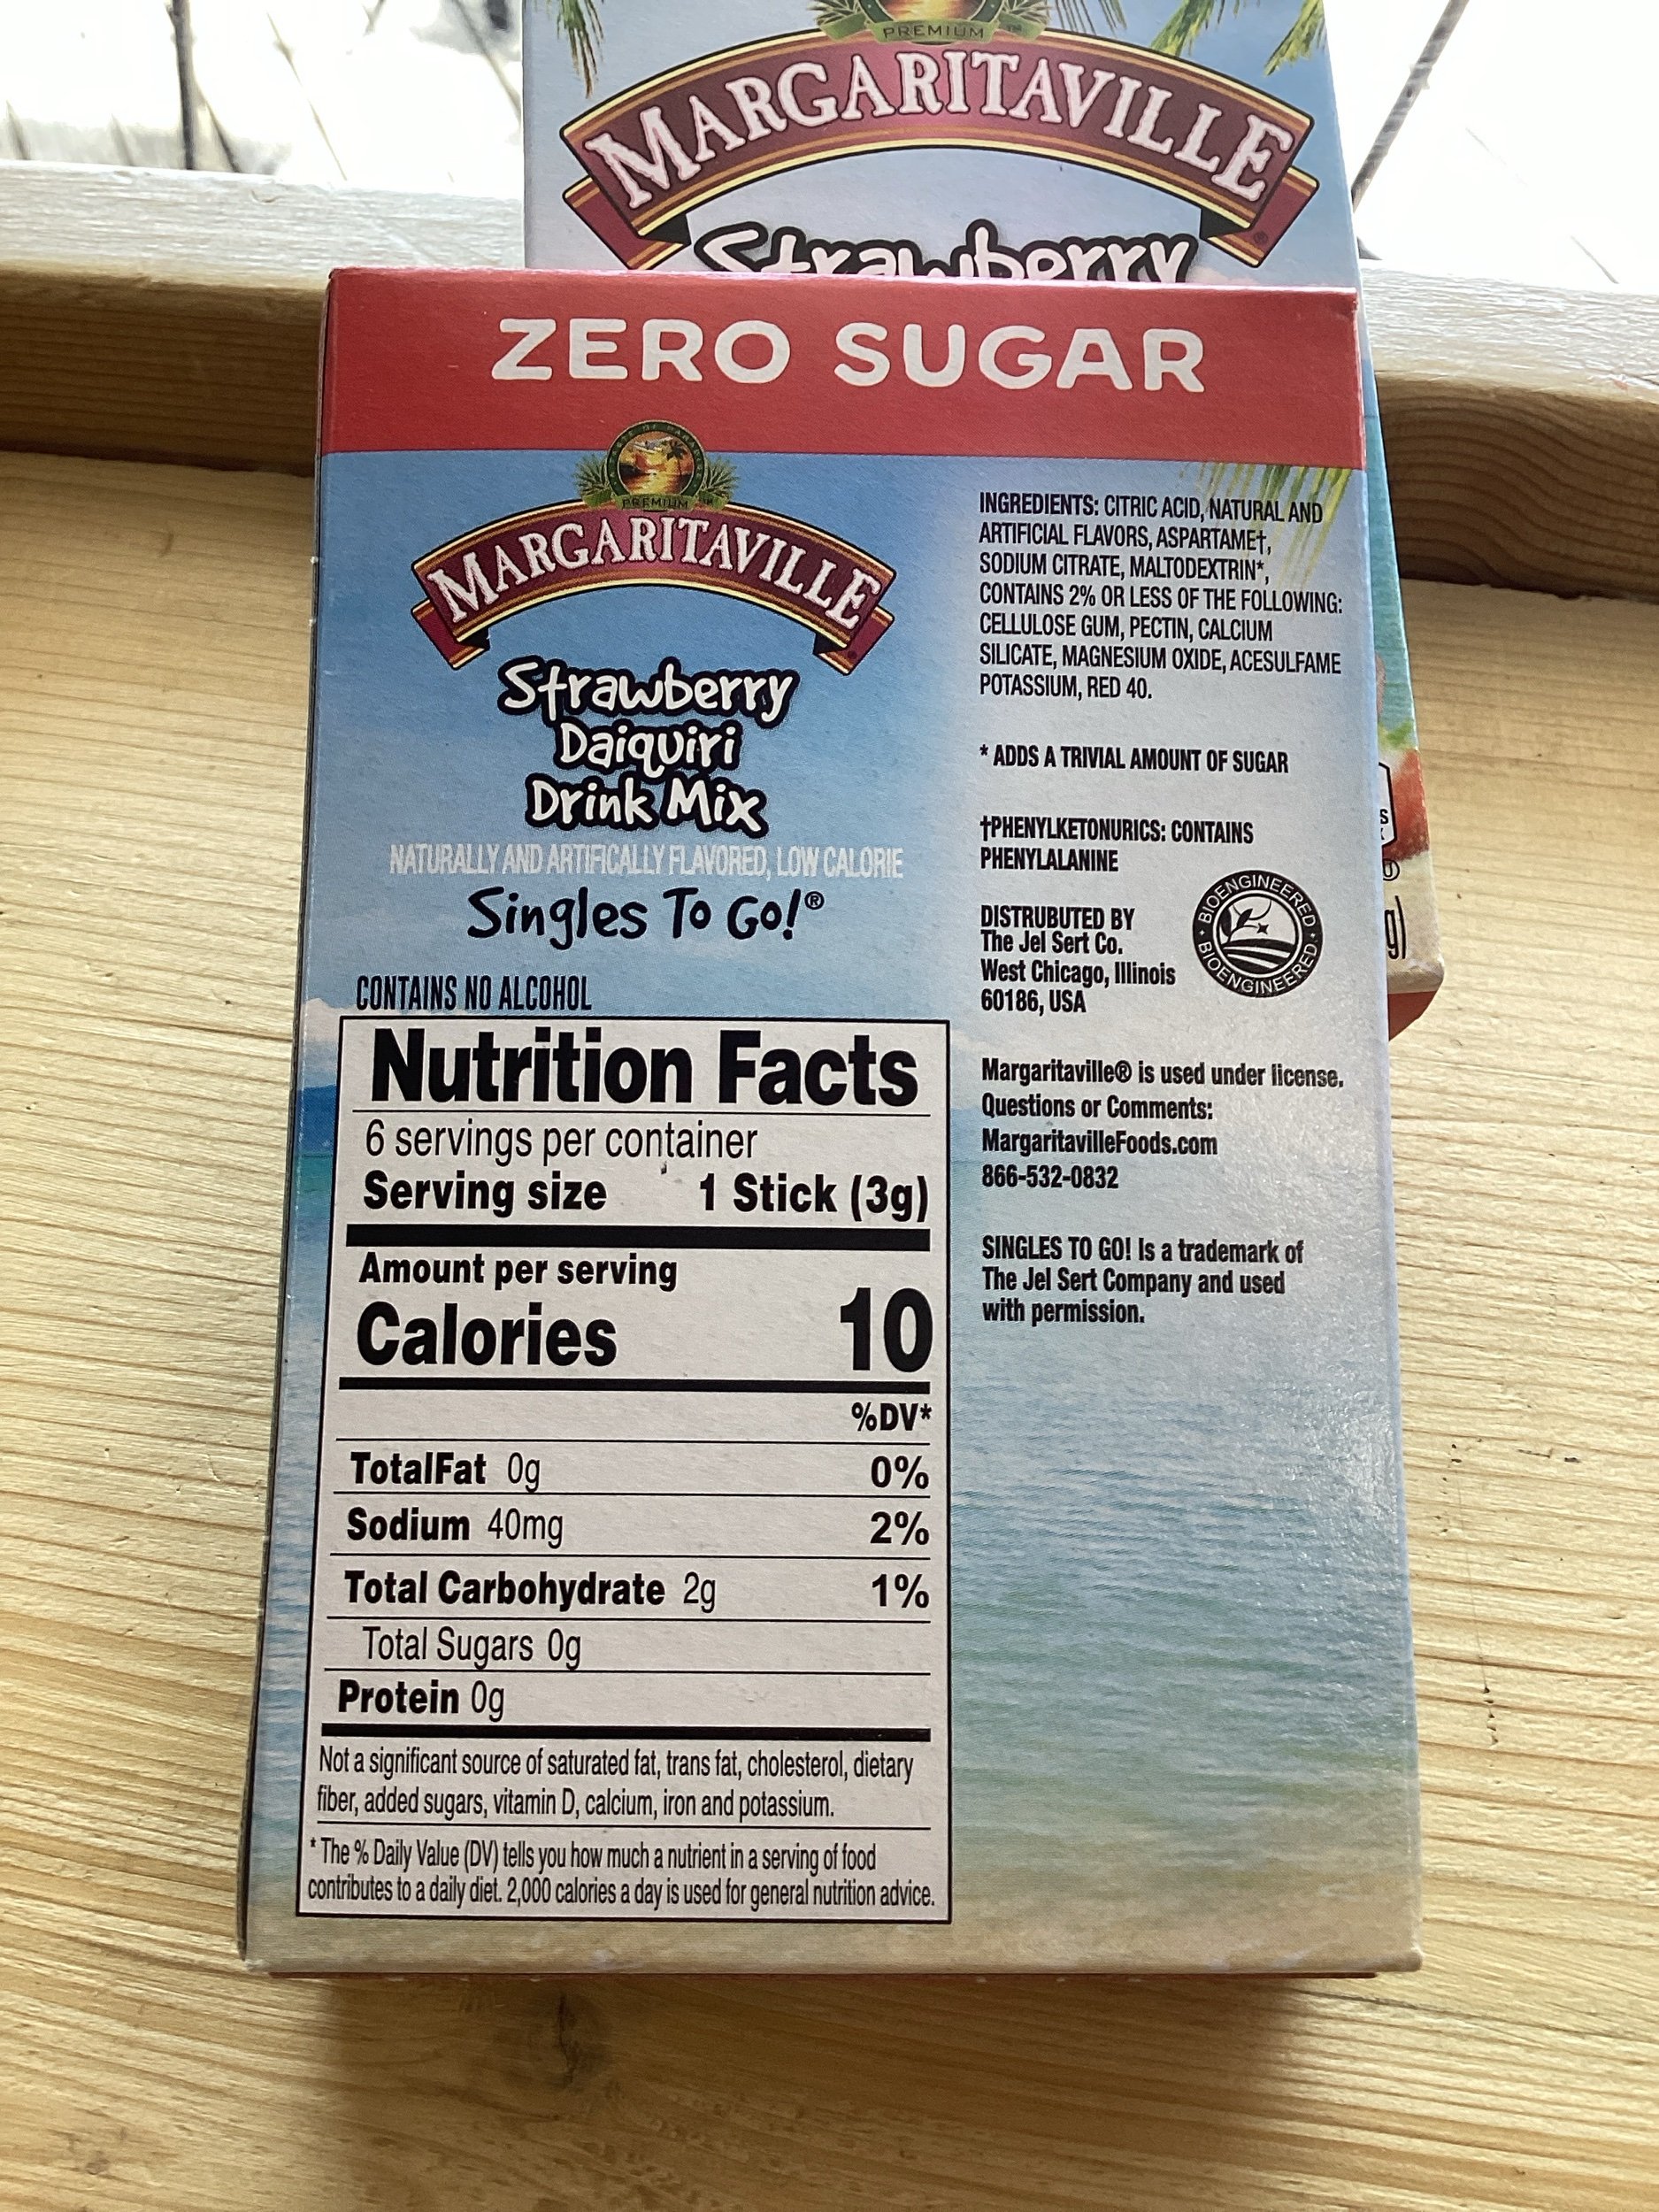 PREMIUM
MARGARITAVILLE
Strawberry
ZERO SUGAR
PREMIUM
MARGARITAVILLE
Strawberry
Daiquiri
Drink Mix
NATURALLY AND ARTIFICALLY FLAVORED, LOW CALORIE
Singles To Go!®
CONTAINS NO ALCOHOL
Nutrition Facts
6 servings per container
Serving size 1 Stick (3g)
Amount per serving
Calories 10
%DV*
TotalFat 0g 0%
Sodium 40mg 2%
Total Carbohydrate 2g 1%
Total Sugars 0g
Protein 0g
Not a significant source of saturated fat, trans fat, cholesterol, dietary
fiber, added sugars, vitamin D, calcium, iron and potassium.
* The % Daily Value (DV) tells you how much a nutrient in a serving of food
contributes to a daily diet. 2,000 calories a day is used for general nutrition advice.
INGREDIENTS: CITRIC ACID, NATURAL AND
ARTIFICIAL FLAVORS, ASPARTAME†,
SODIUM CITRATE, MALTODEXTRIN*,
CONTAINS 2% OR LESS OF THE FOLLOWING:
CELLULOSE GUM, PECTIN, CALCIUM
SILICATE, MAGNESIUM OXIDE, ACESULFAME
POTASSIUM, RED 40.
* ADDS A TRIVIAL AMOUNT OF SUGAR
†PHENYLKETONURICS: CONTAINS
PHENYLALANINE
DISTRUBUTED BY
The Jel Sert Co.
West Chicago, Illinois
60186, USA
BIOENGINEERED
BIOENGINEERED
Margaritaville® is used under license.
Questions or Comments:
MargaritavilleFoods.com
866-532-0832
SINGLES TO GO! Is a trademark of
The Jel Sert Company and used
with permission.
g)